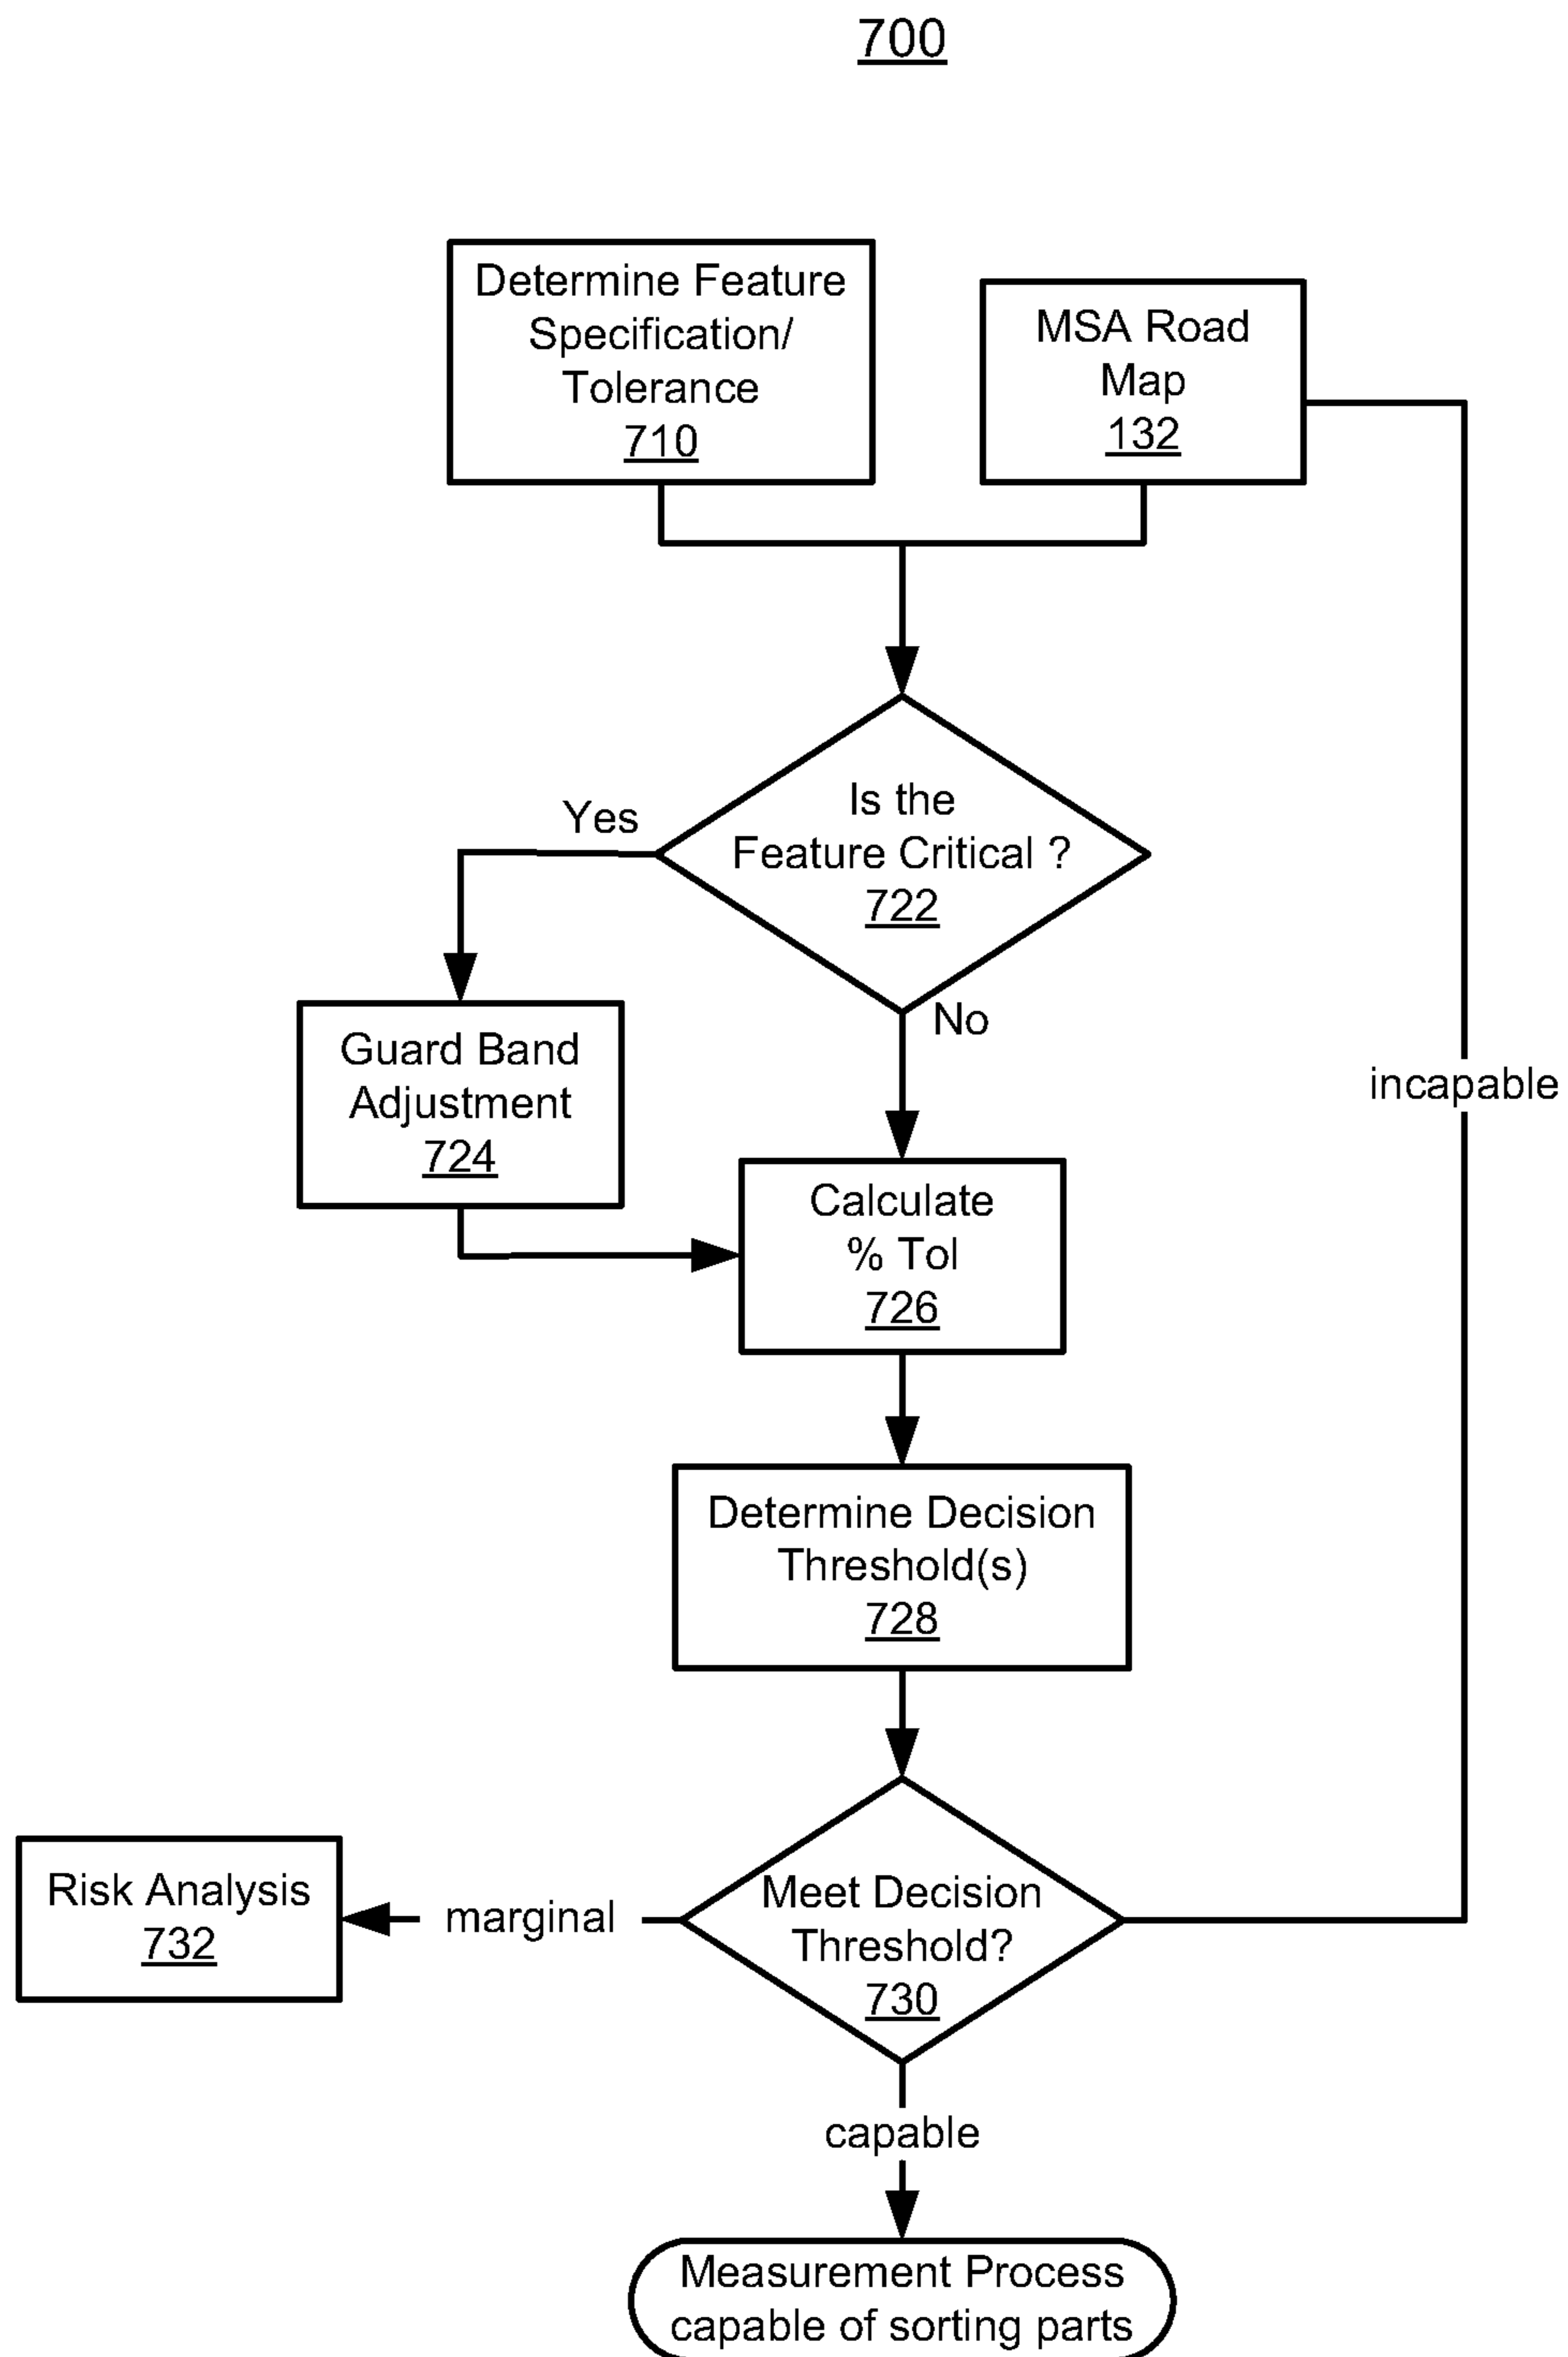 700
Determine Feature
Specification/
Tolerance
710
MSA Road
Map
132
Is the
Feature Critical ?
722
Yes
No
Guard Band
Adjustment
724
incapable
Calculate
% Tol
726
Determine Decision
Threshold(s)
728
Meet Decision
Threshold?
730
marginal
Risk Analysis
732
capable
Measurement Process
capable of sorting parts